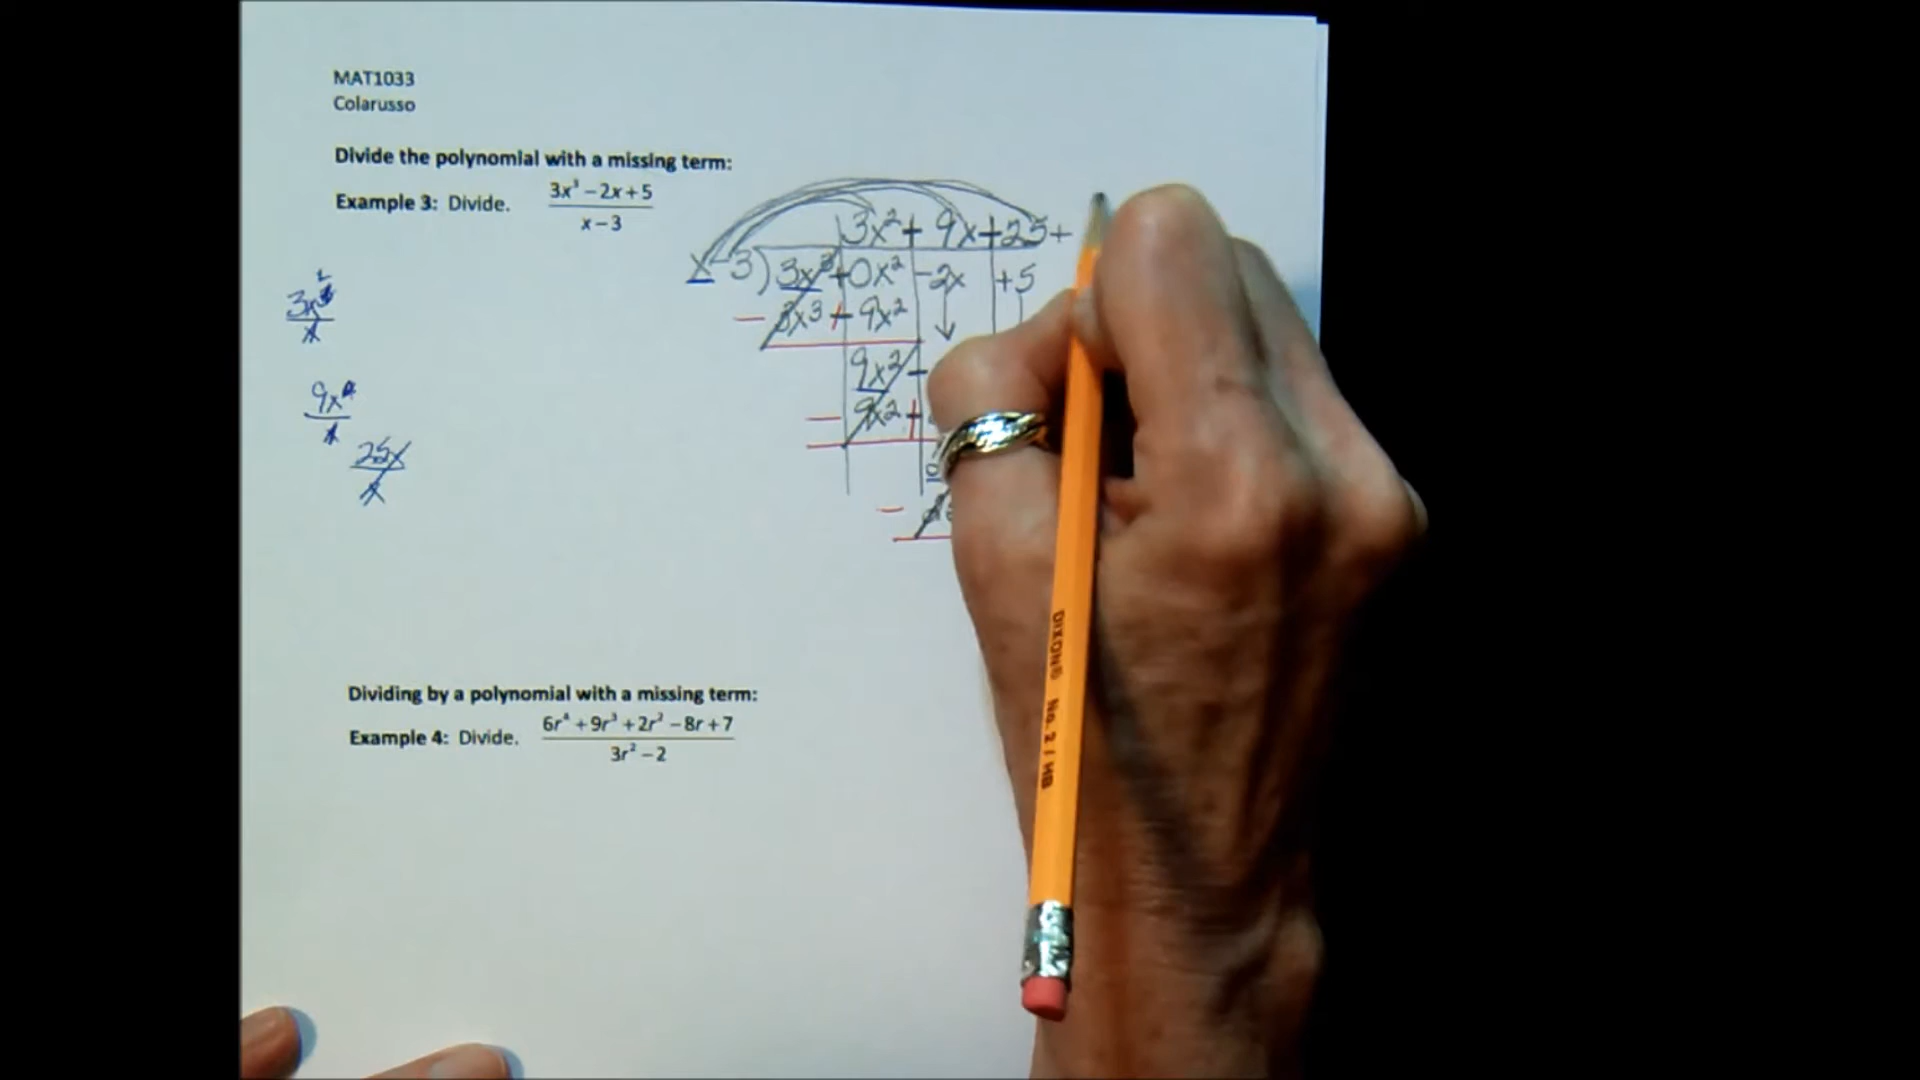 MAT1033
Colarusso
Divide the polynomial with a missing term:
Example 3: Divide. 3x³ – 2x + 5
x – 3
3x² + 9x + 25 +
x - 3) 3x³ + 0x² - 2x + 5
- 3x³ + 9x²
9x² -
- 9x² +
3x³
x
9x²
x
25x
x
Dividing by a polynomial with a missing term:
Example 4: Divide. 6r⁴ + 9r³ + 2r² – 8r + 7
3r² – 2
DIXON® No. 2 / HB